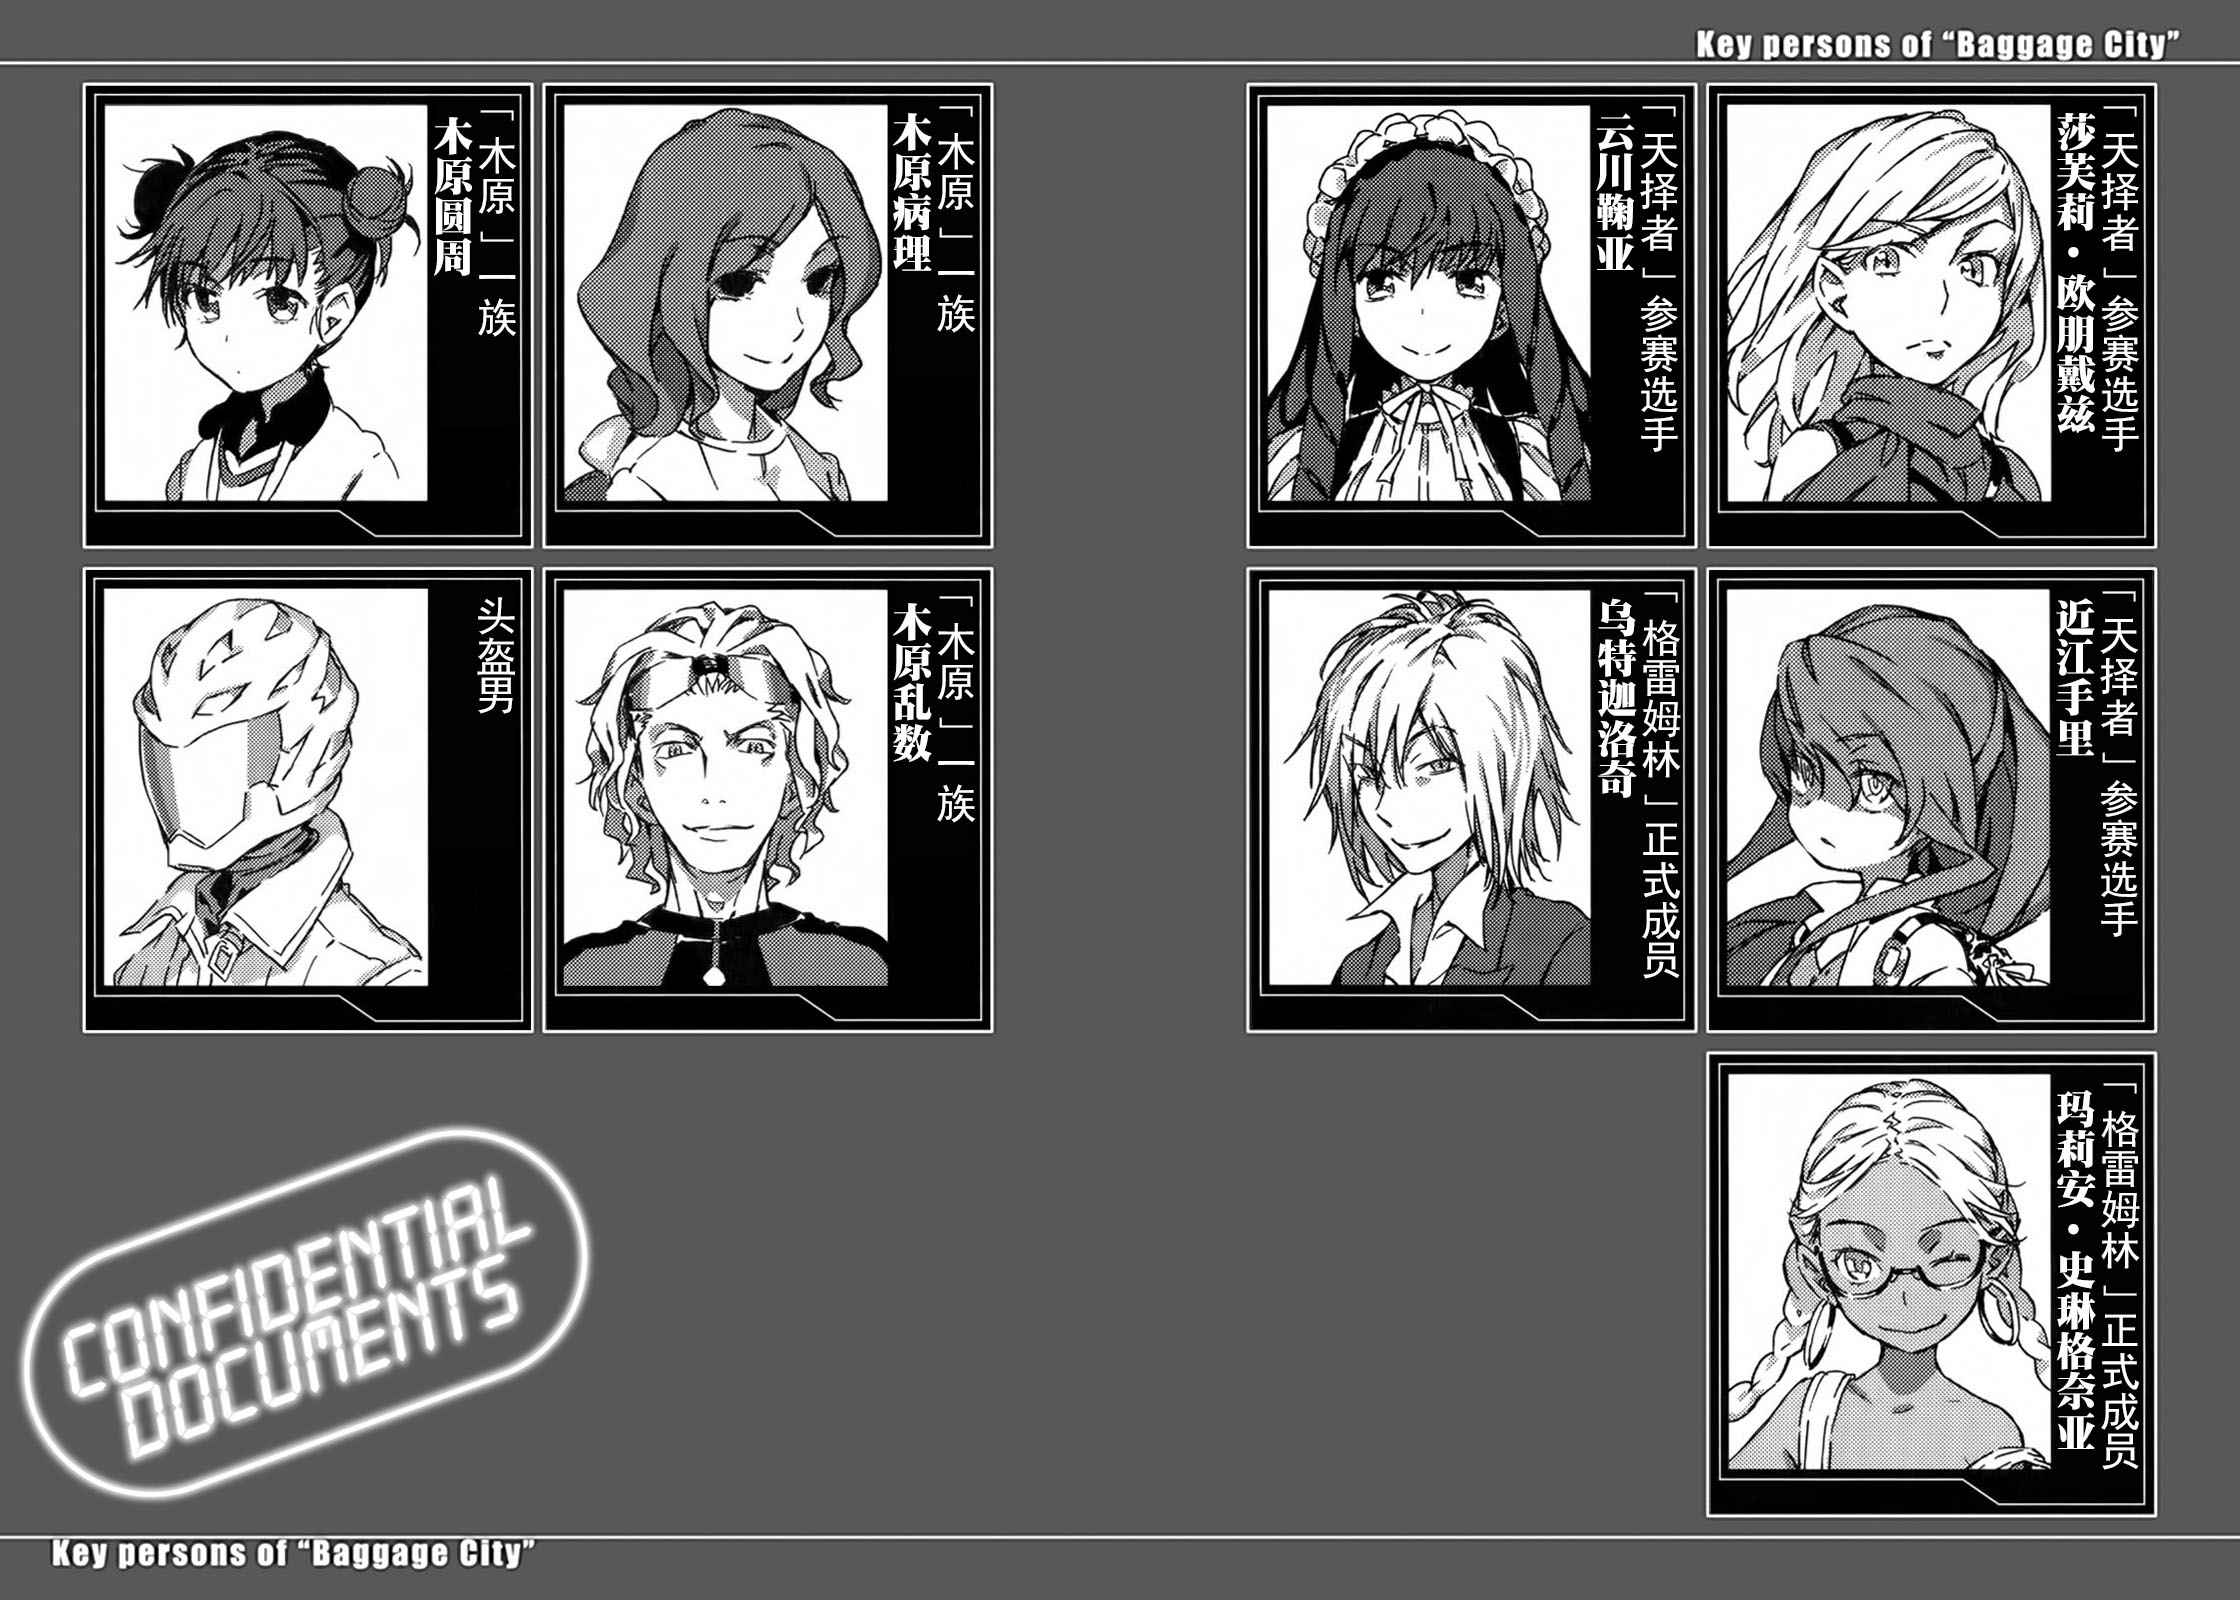 Key persons of “Baggage City”
「天择者」参赛选手
莎芙莉・欧朋戴兹
「天择者」参赛选手
云川鞠亚
「天择者」参赛选手
近江手里
「格雷姆林」正式成员
乌特迦洛奇
「格雷姆林」正式成员
玛莉安・史琳格奈亚
「木原」一族
木原病理
「木原」一族
木原圆周
「木原」一族
木原乱数
头盔男
CONFIDENTIAL
DOCUMENTS
Key persons of “Baggage City”